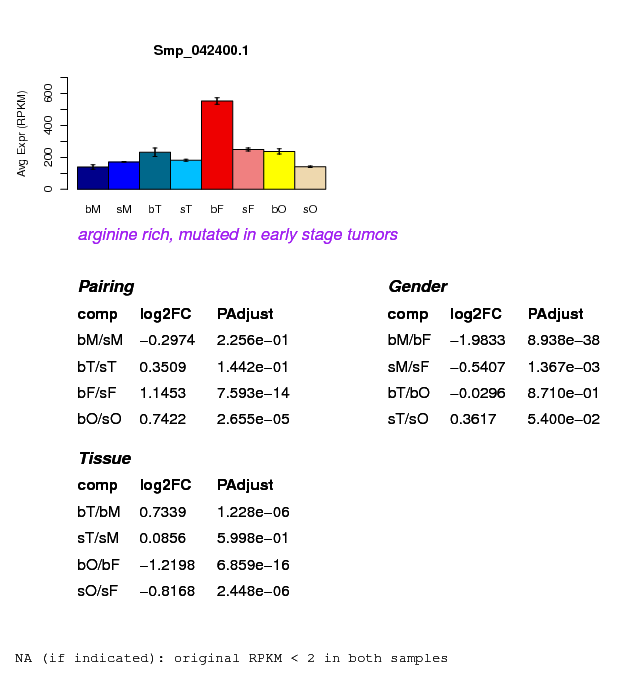 Smp_042400.1
Avg Expr (RPKM)
0 200 400 600
bM sM bT sT bF sF bO sO
arginine rich, mutated in early stage tumors
Pairing
comp log2FC PAdjust
bM/sM −0.2974 2.256e−01
bT/sT 0.3509 1.442e−01
bF/sF 1.1453 7.593e−14
bO/sO 0.7422 2.655e−05
Gender
comp log2FC PAdjust
bM/bF −1.9833 8.938e−38
sM/sF −0.5407 1.367e−03
bT/bO −0.0296 8.710e−01
sT/sO 0.3617 5.400e−02
Tissue
comp log2FC PAdjust
bT/bM 0.7339 1.228e−06
sT/sM 0.0856 5.998e−01
bO/bF −1.2198 6.859e−16
sO/sF −0.8168 2.448e−06
NA (if indicated): original RPKM < 2 in both samples